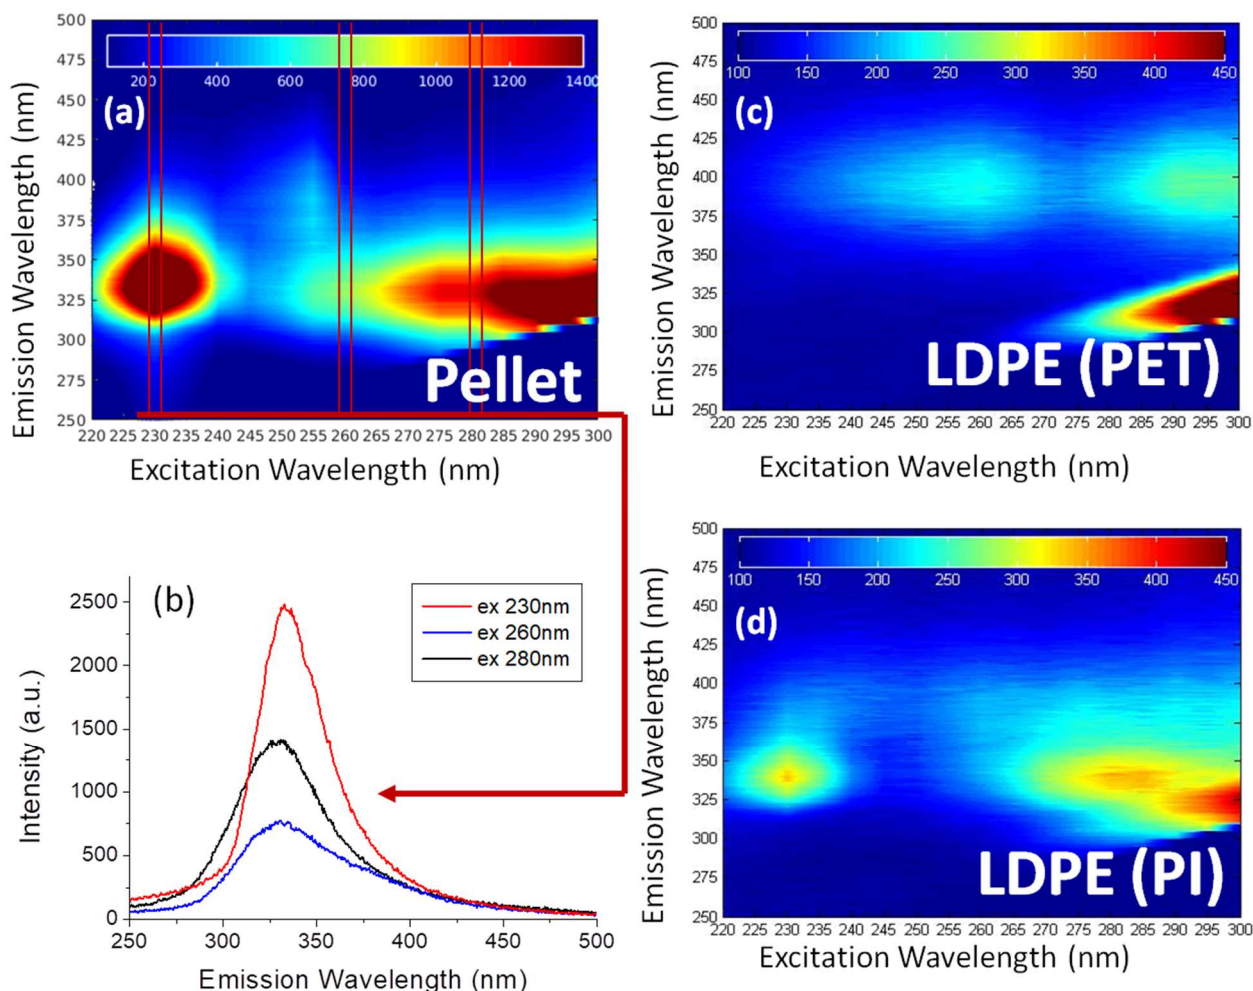 500
475
450
425
400
375
350
325
300
275
250
Emission Wavelength (nm)
200 400 600 800 1000 1200 1400
(a)
Pellet
220 225 230 235 240 245 250 255 260 265 270 275 280 285 290 295 300
Excitation Wavelength (nm)
500
475
450
425
400
375
350
325
300
275
250
Emission Wavelength (nm)
100 150 200 250 300 350 400 450
(c)
LDPE (PET)
220 225 230 235 240 245 250 255 260 265 270 275 280 285 290 295 300
Excitation Wavelength (nm)
(b)
2500
2000
1500
1000
500
0
Intensity (a.u.)
ex 230nm
ex 260nm
ex 280nm
250 300 350 400 450 500
Emission Wavelength (nm)
500
475
450
425
400
375
350
325
300
275
250
Emission Wavelength (nm)
100 150 200 250 300 350 400 450
(d)
LDPE (PI)
220 225 230 235 240 245 250 255 260 265 270 275 280 285 290 295 300
Excitation Wavelength (nm)